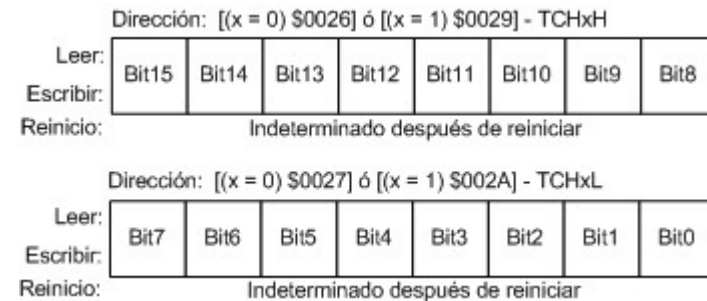 Dirección: [(x = 0) $0026] ó [(x = 1) $0029] - TCHxH
Leer:
Bit15 Bit14 Bit13 Bit12 Bit11 Bit10 Bit9 Bit8
Escribir:
Reinicio: Indeterminado después de reiniciar
Dirección: [(x = 0) $0027] ó [(x = 1) $002A] - TCHxL
Leer:
Bit7 Bit6 Bit5 Bit4 Bit3 Bit2 Bit1 Bit0
Escribir:
Reinicio: Indeterminado después de reiniciar